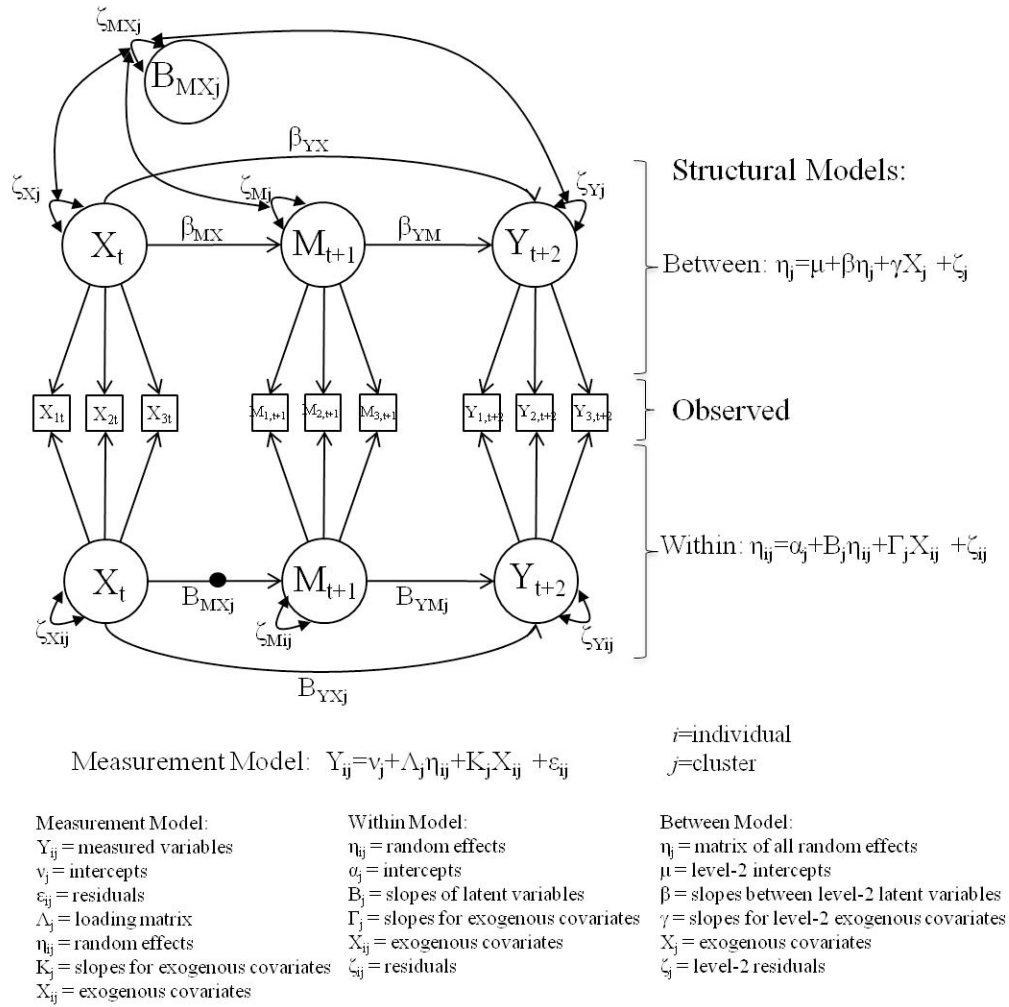 ζMXj
BMXj
βYX
ζXj
ζMj
ζYj
Structural Models:
Xt
βMX
Mt+1
βYM
Yt+2
Between: ηj=μ+βηj+γXj +ζj
X1t
X2t
X3t
M1,t+1
M2,t+1
M3,t+1
Y1,t+2
Y2,t+2
Y3,t+2
Observed
Within: ηij=αj+Bjηij+ΓjXij +ζij
Xt
BMXj
Mt+1
BYMj
Yt+2
ζXij
ζMij
ζYij
BYXj
i=individual
j=cluster
Measurement Model: Yij=νj+Λjηij+KjXij +εij
Measurement Model:
Yij = measured variables
νj = intercepts
εij = residuals
Λj = loading matrix
ηij = random effects
Kj = slopes for exogenous covariates
Xij = exogenous covariates
Within Model:
ηij = random effects
αj = intercepts
Bj = slopes of latent variables
Γj = slopes for exogenous covariates
Xij = exogenous covariates
ζij = residuals
Between Model:
ηj = matrix of all random effects
μ = level-2 intercepts
β = slopes between level-2 latent variables
γ = slopes for level-2 exogenous covariates
Xj = exogenous covariates
ζj = level-2 residuals